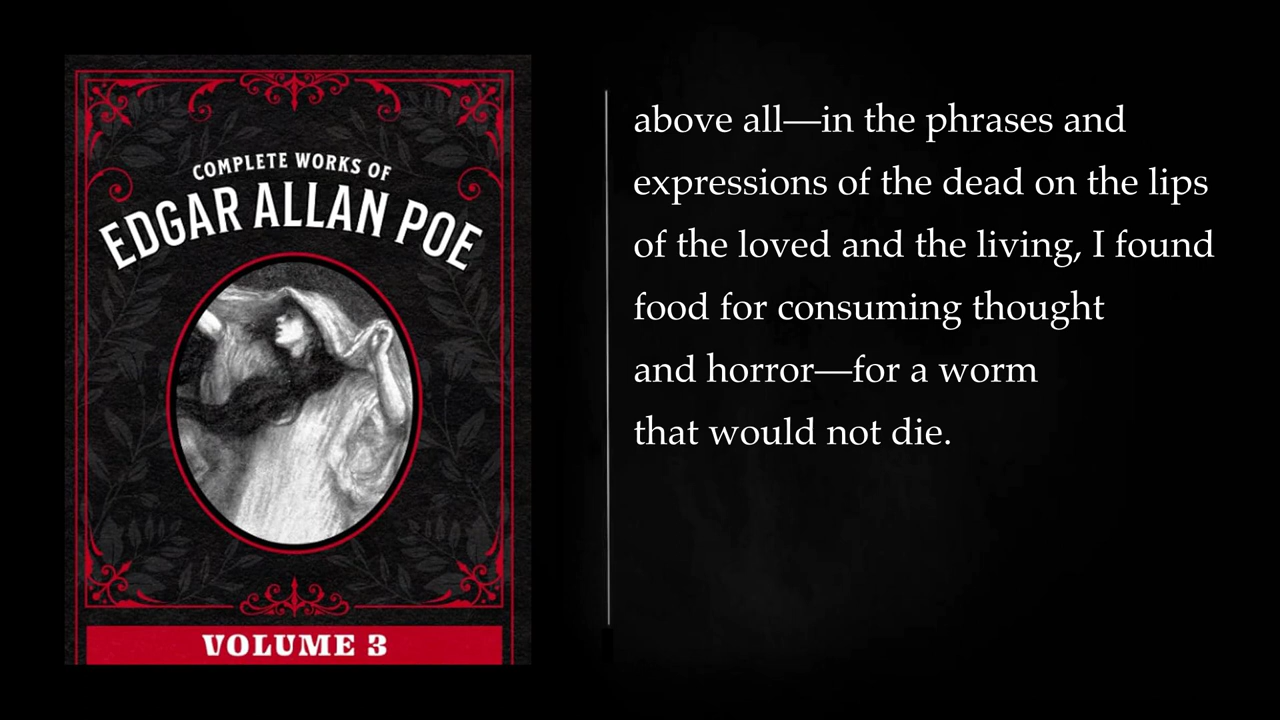 COMPLETE WORKS OF
EDGAR ALLAN POE
VOLUME 3
above all—in the phrases and
expressions of the dead on the lips
of the loved and the living, I found
food for consuming thought
and horror—for a worm
that would not die.